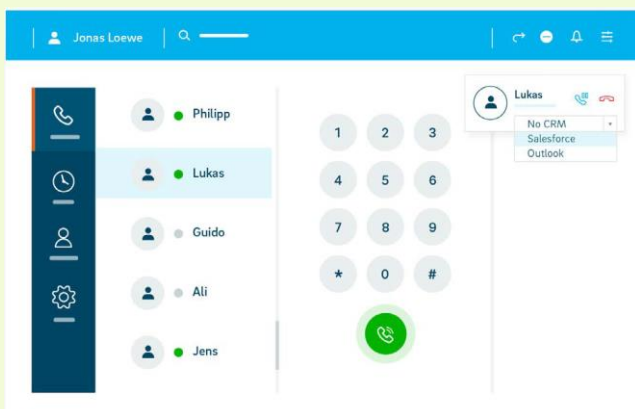 Jonas Loewe
Philipp
Lukas
Guido
Ali
Jens
1 2 3
4 5 6
7 8 9
* 0 #
Lukas
No CRM
Salesforce
Outlook